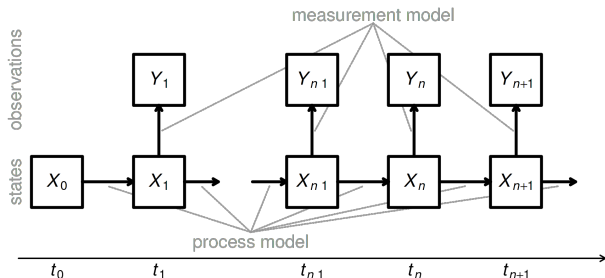 measurement model
observations
Y1 Yn 1 Yn Yn+1
states
X0 X1 Xn 1 Xn Xn+1
process model
t0 t1 tn 1 tn tn+1